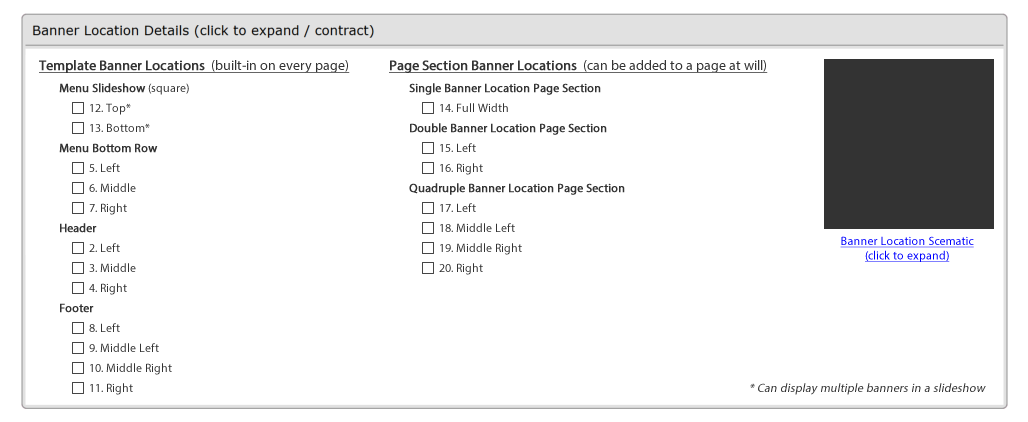 Banner Location Details (click to expand / contract)
Template Banner Locations (built-in on every page)
Menu Slideshow (square)
12. Top*
13. Bottom*
Menu Bottom Row
5. Left
6. Middle
7. Right
Header
2. Left
3. Middle
4. Right
Footer
8. Left
9. Middle Left
10. Middle Right
11. Right
Page Section Banner Locations (can be added to a page at will)
Single Banner Location Page Section
14. Full Width
Double Banner Location Page Section
15. Left
16. Right
Quadruple Banner Location Page Section
17. Left
18. Middle Left
19. Middle Right
20. Right
Banner Location Scematic
(click to expand)
* Can display multiple banners in a slideshow